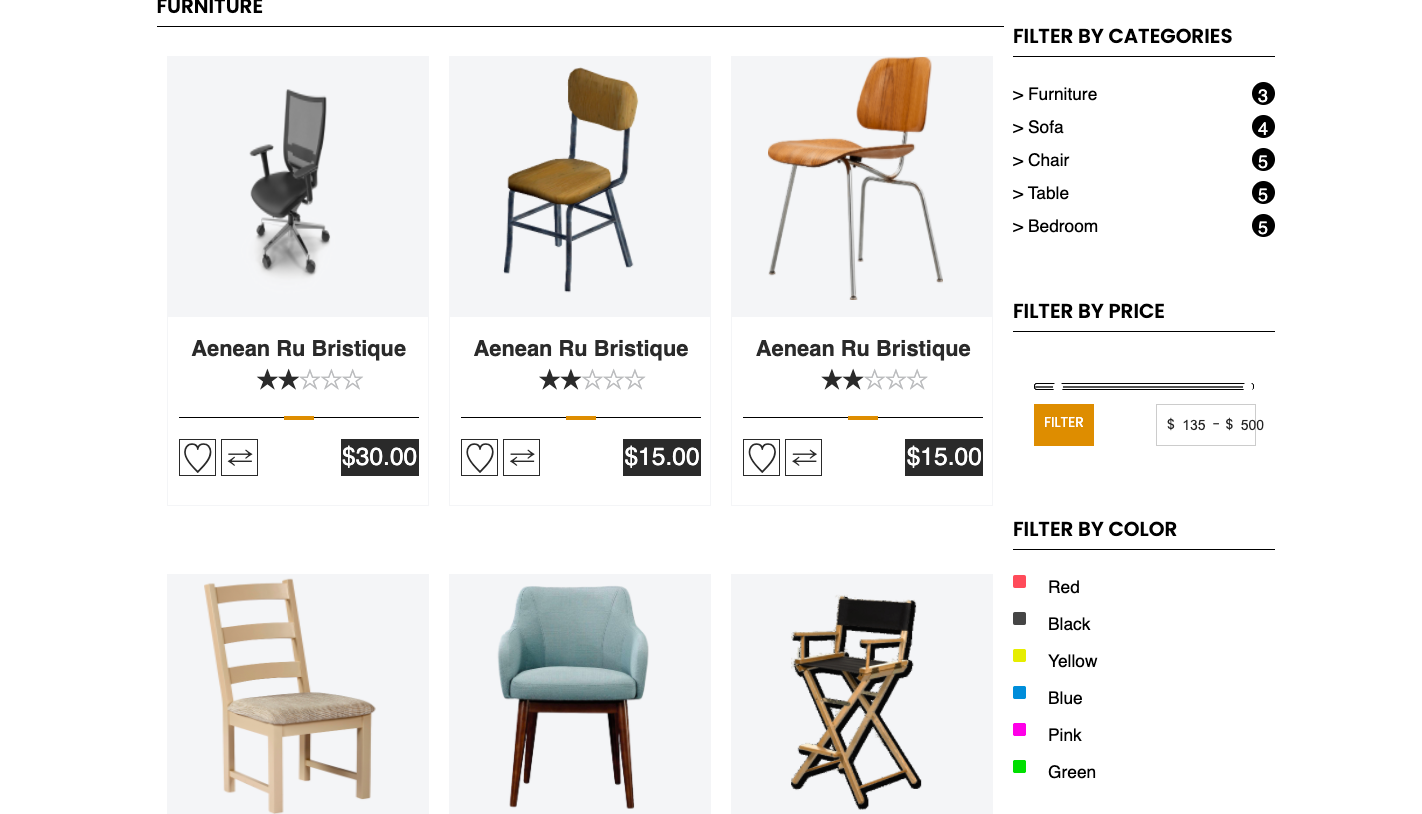 FURNITURE
Aenean Ru Bristique
$30.00
Aenean Ru Bristique
$15.00
Aenean Ru Bristique
$15.00
FILTER BY CATEGORIES
> Furniture 3
> Sofa 4
> Chair 5
> Table 5
> Bedroom 5
FILTER BY PRICE
FILTER $ 135 - $ 500
FILTER BY COLOR
Red
Black
Yellow
Blue
Pink
Green